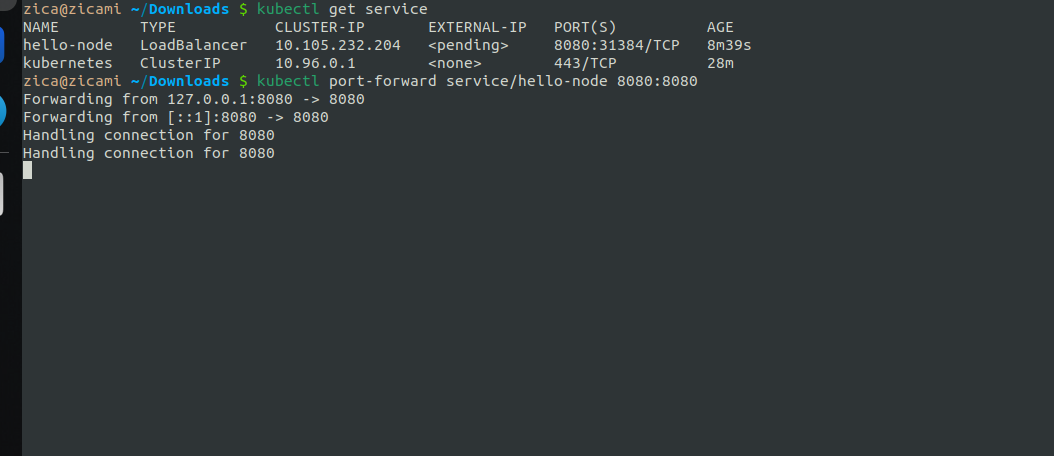 zica@zicami ~/Downloads $ kubectl get service
NAME         TYPE           CLUSTER-IP       EXTERNAL-IP   PORT(S)          AGE
hello-node   LoadBalancer   10.105.232.204   <pending>     8080:31384/TCP   8m39s
kubernetes   ClusterIP      10.96.0.1        <none>        443/TCP          28m
zica@zicami ~/Downloads $ kubectl port-forward service/hello-node 8080:8080
Forwarding from 127.0.0.1:8080 -> 8080
Forwarding from [::1]:8080 -> 8080
Handling connection for 8080
Handling connection for 8080